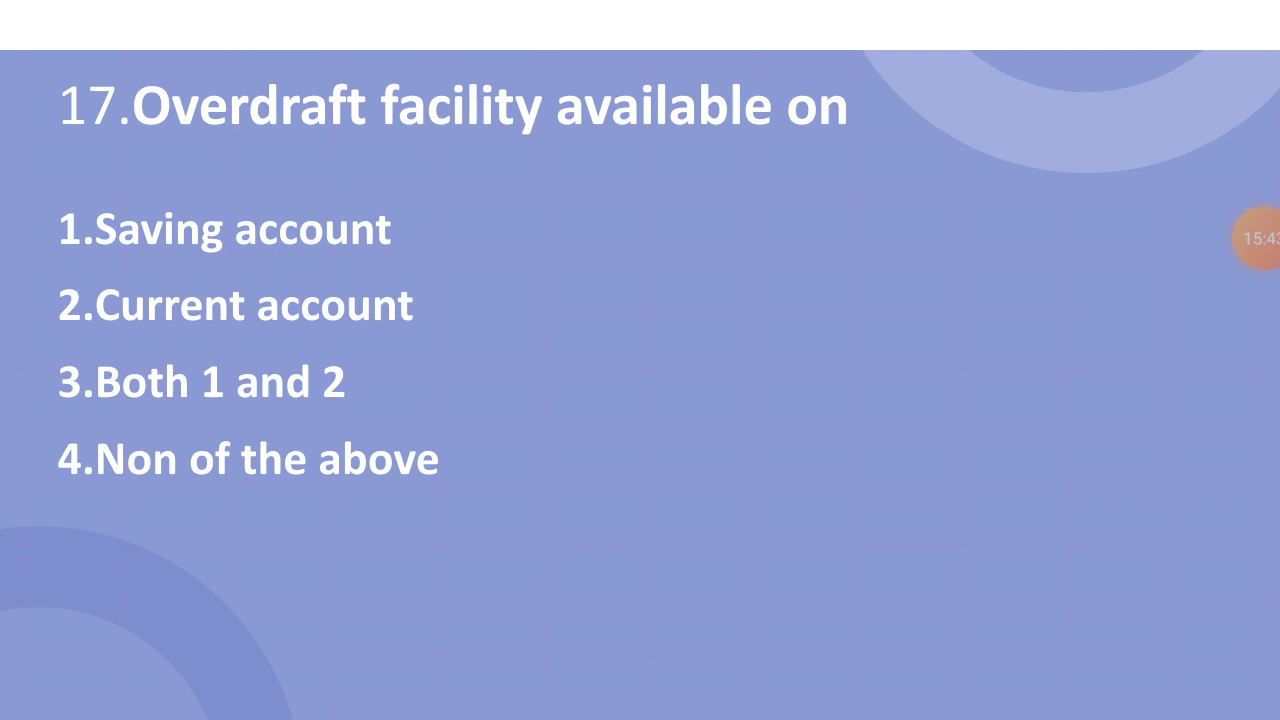 17.Overdraft facility available on
1.Saving account
2.Current account
3.Both 1 and 2
4.Non of the above
15:43